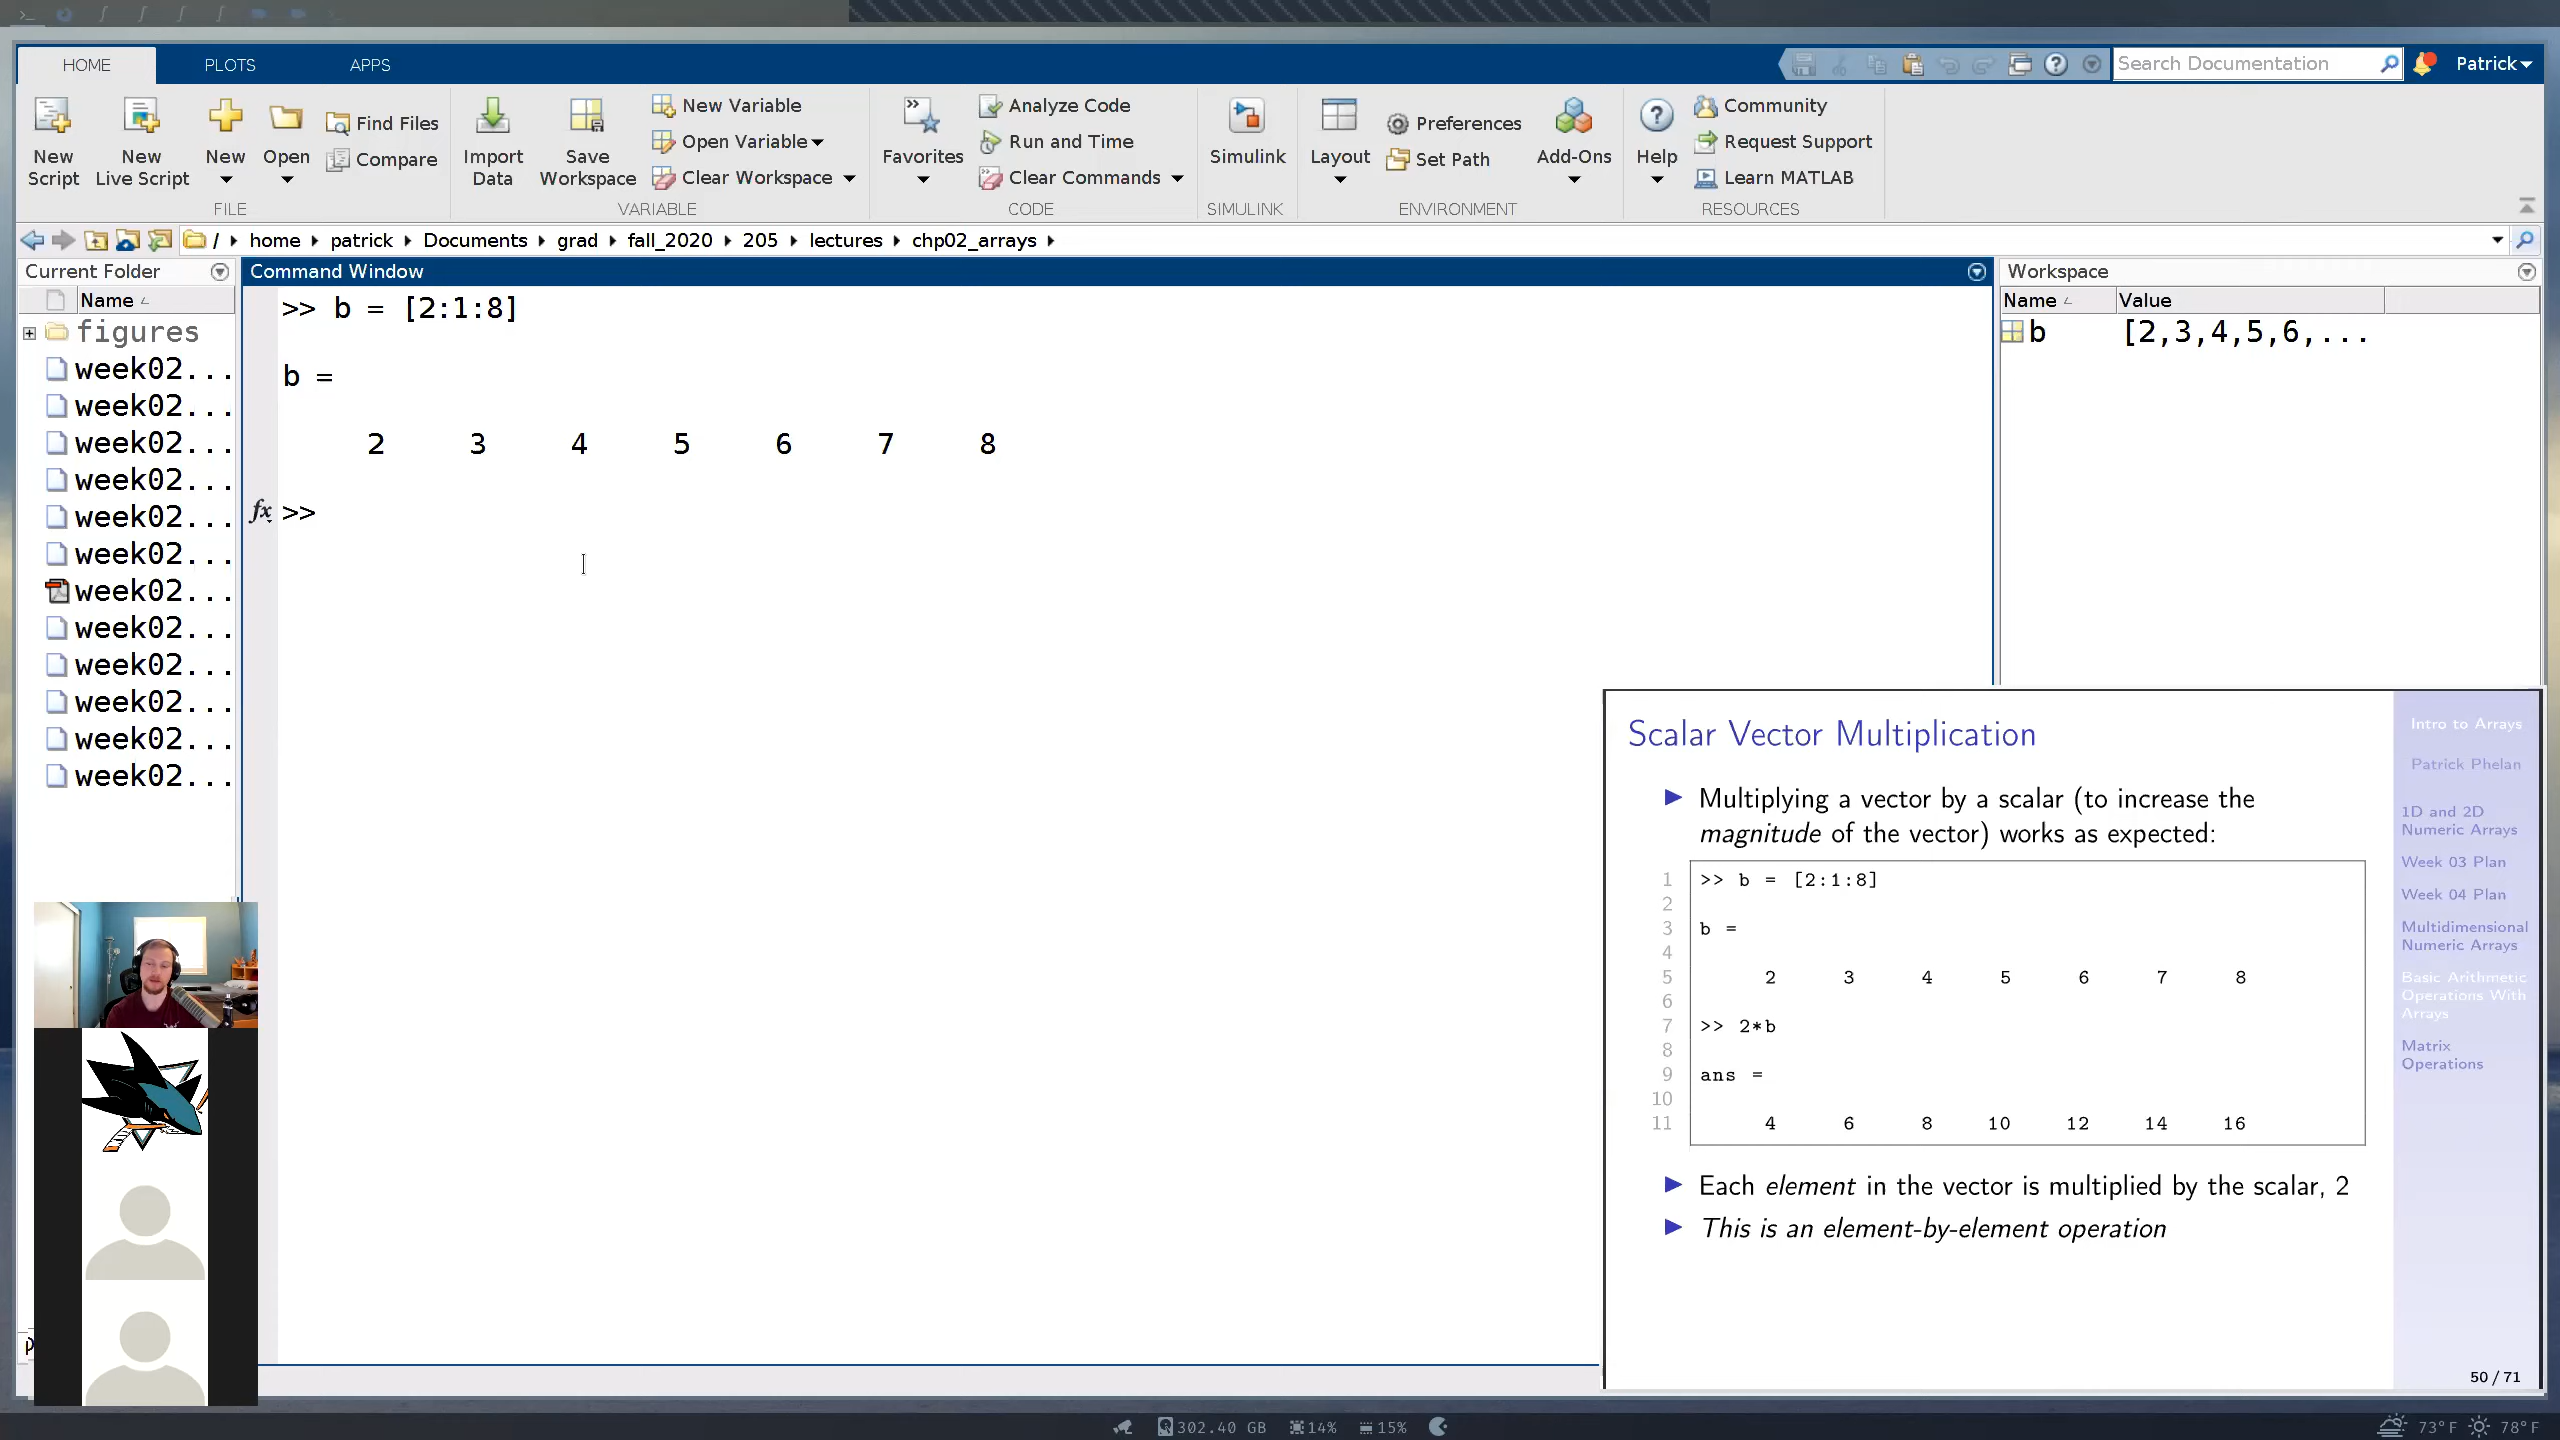 HOME PLOTS APPS
Search Documentation
Patrick
New Script
New Live Script
New
Open
Find Files
Compare
Import Data
Save Workspace
New Variable
Open Variable
Clear Workspace
Favorites
Analyze Code
Run and Time
Clear Commands
Simulink
Layout
Preferences
Set Path
Add-Ons
Help
Community
Request Support
Learn MATLAB
FILE VARIABLE CODE SIMULINK ENVIRONMENT RESOURCES
/ home patrick Documents grad fall_2020 205 lectures chp02_arrays
Current Folder
Name
figures
week02...
week02...
week02...
week02...
week02...
week02...
week02...
week02...
week02...
week02...
week02...
week02...
Command Window
>> b = [2:1:8]
b =
2 3 4 5 6 7 8
fx >>
Workspace
Name Value
b [2,3,4,5,6,...
Scalar Vector Multiplication
Multiplying a vector by a scalar (to increase the
magnitude of the vector) works as expected:
1 >> b = [2:1:8]
2
3 b =
4
5 2 3 4 5 6 7 8
6
7 >> 2*b
8
9 ans =
10
11 4 6 8 10 12 14 16
Each element in the vector is multiplied by the scalar, 2
This is an element-by-element operation
Intro to Arrays
Patrick Phelan
1D and 2D
Numeric Arrays
Week 03 Plan
Week 04 Plan
Multidimensional
Numeric Arrays
Basic Arithmetic
Operations With
Arrays
Matrix
Operations
50 / 71
302.40 GB 14% 15%
73°F 78°F